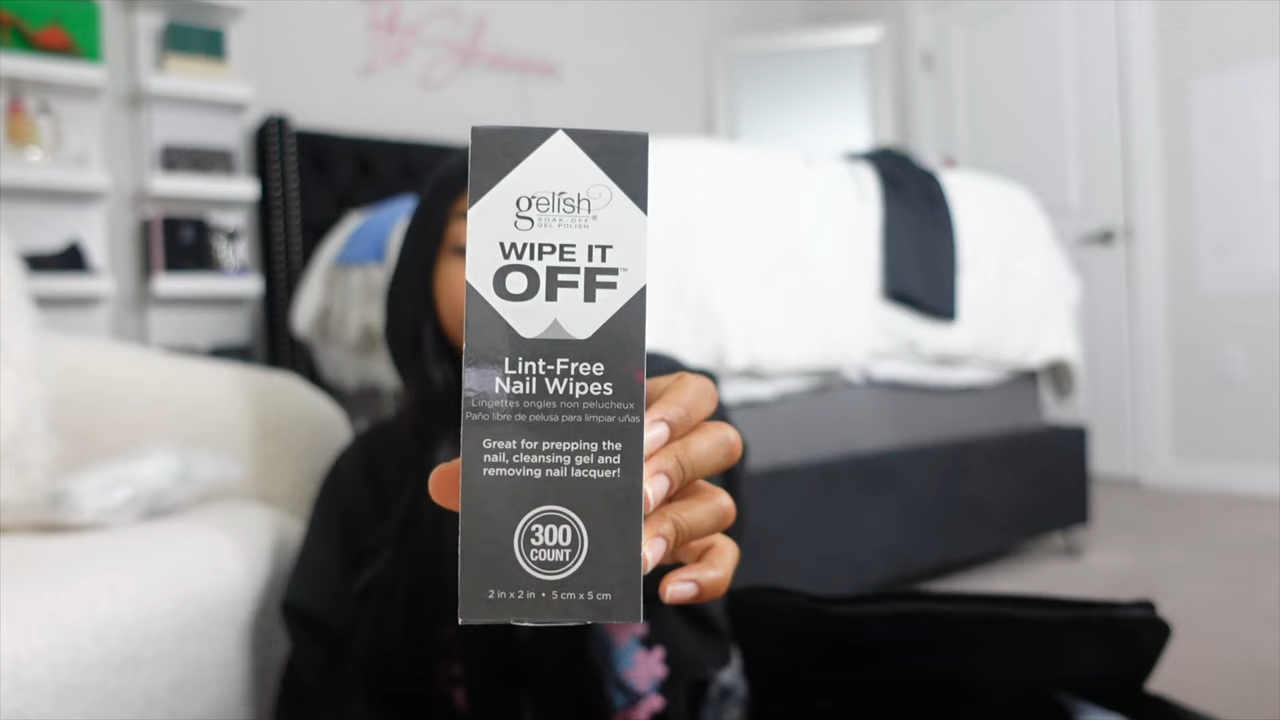 gelish®
SOAK-OFF
GEL POLISH
WIPE IT
OFF™
Lint-Free
Nail Wipes
Lingettes ongles non pelucheux
Paño libre de pelusa para limpiar uñas
Great for prepping the
nail, cleansing gel and
removing nail lacquer!
300
COUNT
2 in x 2 in • 5 cm x 5 cm